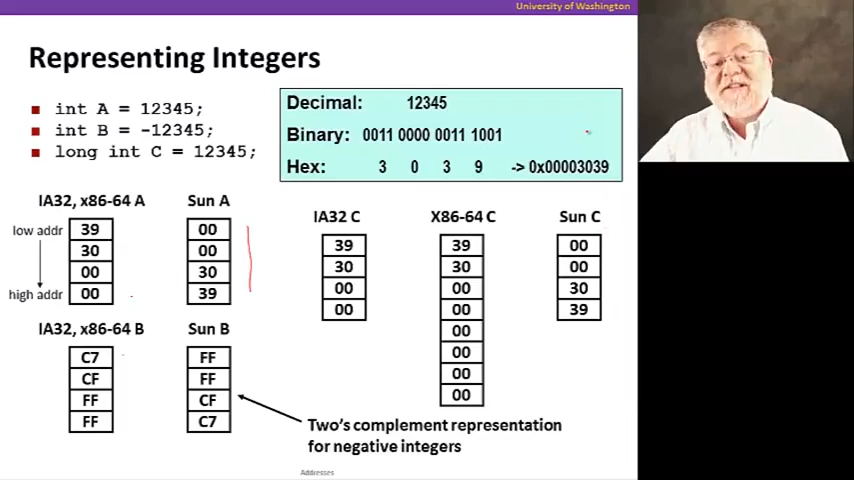 University of Washington
Representing Integers
int A = 12345;
int B = -12345;
long int C = 12345;
Decimal: 12345
Binary: 0011 0000 0011 1001
Hex: 3 0 3 9 -> 0x00003039
IA32, x86-64 A
Sun A
low addr
high addr
39
30
00
00
00
00
30
39
IA32 C
X86-64 C
Sun C
39
30
00
00
39
30
00
00
00
00
00
00
00
00
30
39
IA32, x86-64 B
Sun B
C7
CF
FF
FF
FF
FF
CF
C7
Two's complement representation
for negative integers
Addresses